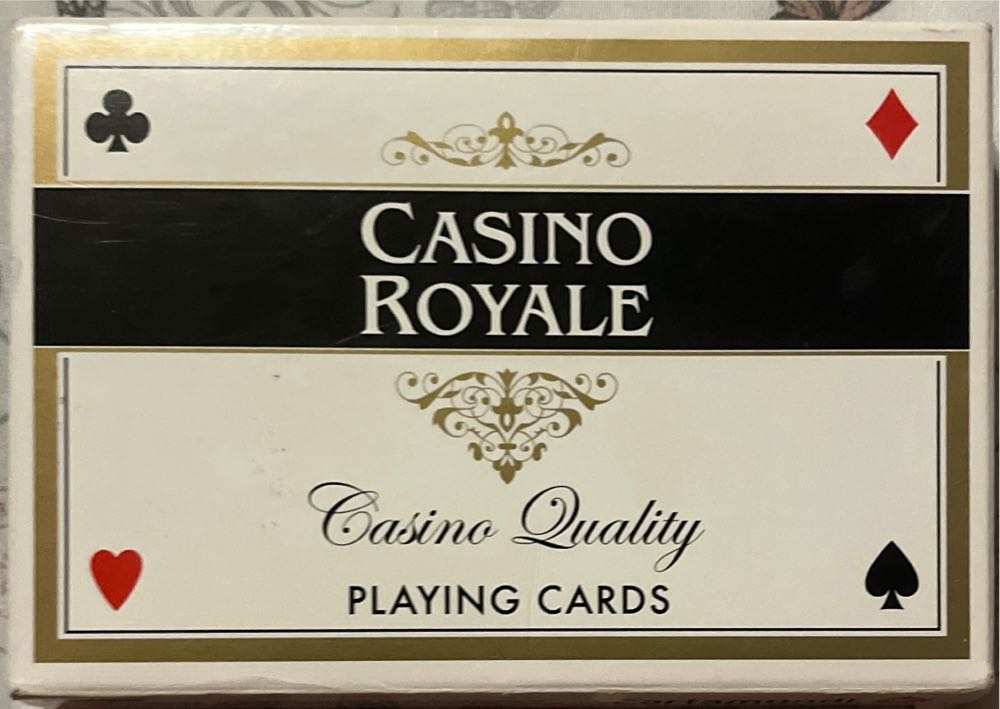 CASINO
ROYALE
Casino Quality
PLAYING CARDS